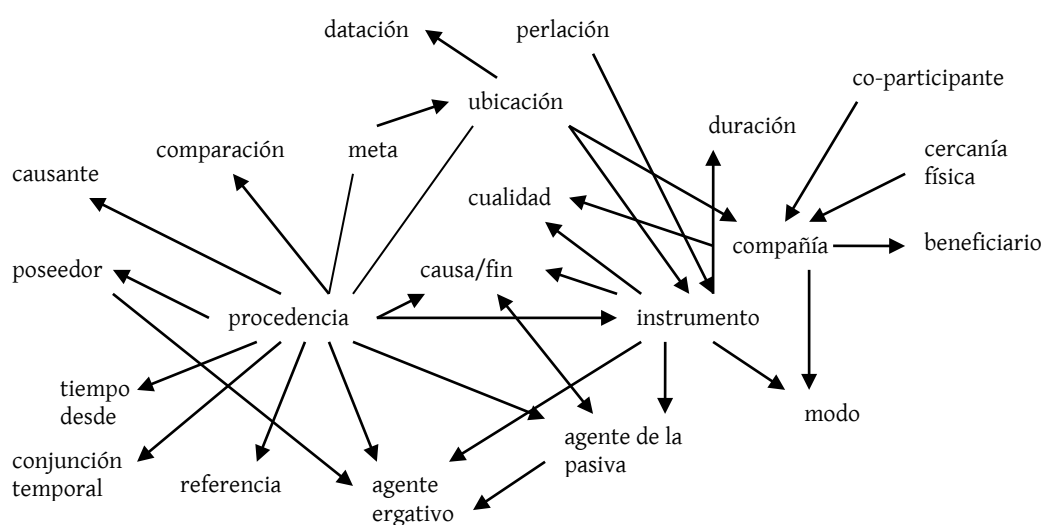 datación
perlación
co-participante
ubicación
duración
comparación
meta
cercanía
física
causante
cualidad
compañía
beneficiario
poseedor
causa/fin
procedencia
instrumento
tiempo
desde
modo
agente de la
pasiva
conjunción
temporal
referencia
agente
ergativo